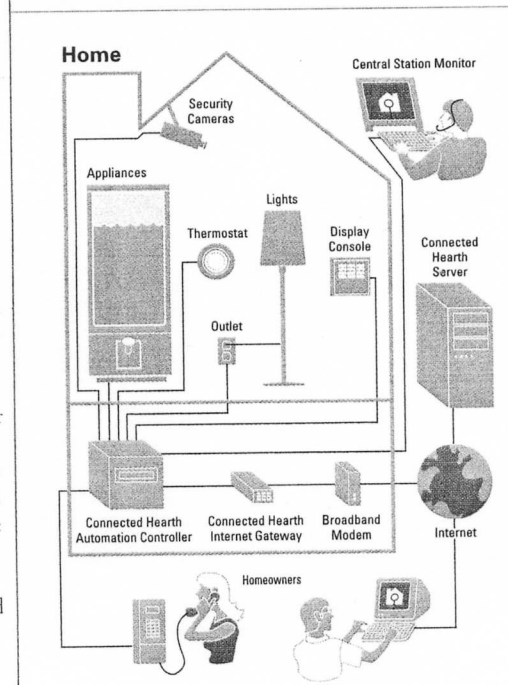 Home
Central Station Monitor
Security
Cameras
Appliances
Lights
Thermostat
Display
Console
Connected
Hearth
Server
Outlet
Connected Hearth
Automation Controller
Connected Hearth
Internet Gateway
Broadband
Modem
Internet
Homeowners